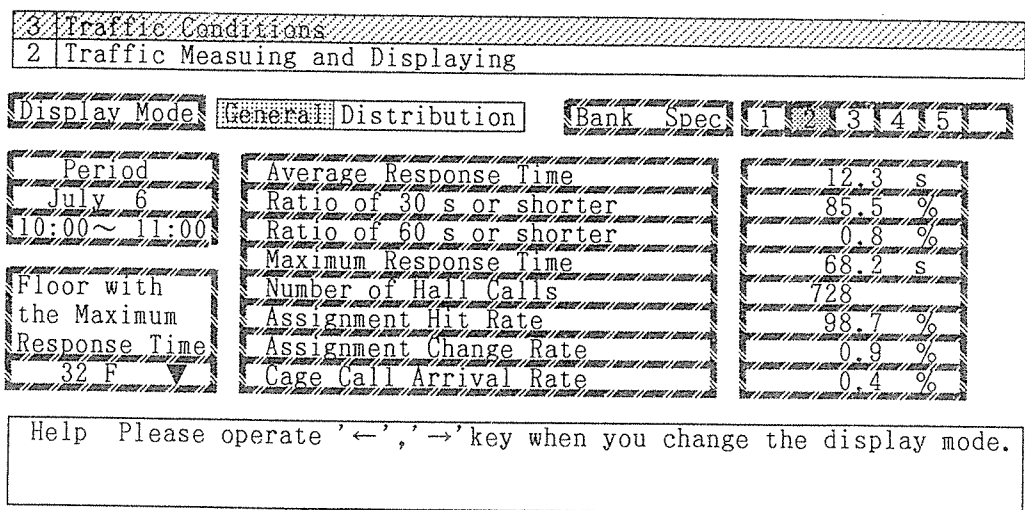 3 Traffic Conditions
2 Traffic Measuing and Displaying
Display Mode General Distribution Bank Spec 1 2 3 4 5
Period
July 6
10:00~ 11:00
Floor with
the Maximum
Response Time
32 F ▼
Average Response Time 12.3 s
Ratio of 30 s or shorter 85.5 %
Ratio of 60 s or shorter 0.8 %
Maximum Response Time 68.2 s
Number of Hall Calls 728
Assignment Hit Rate 98.7 %
Assignment Change Rate 0.9 %
Cage Call Arrival Rate 0.4 %
Help Please operate '←','→'key when you change the display mode.